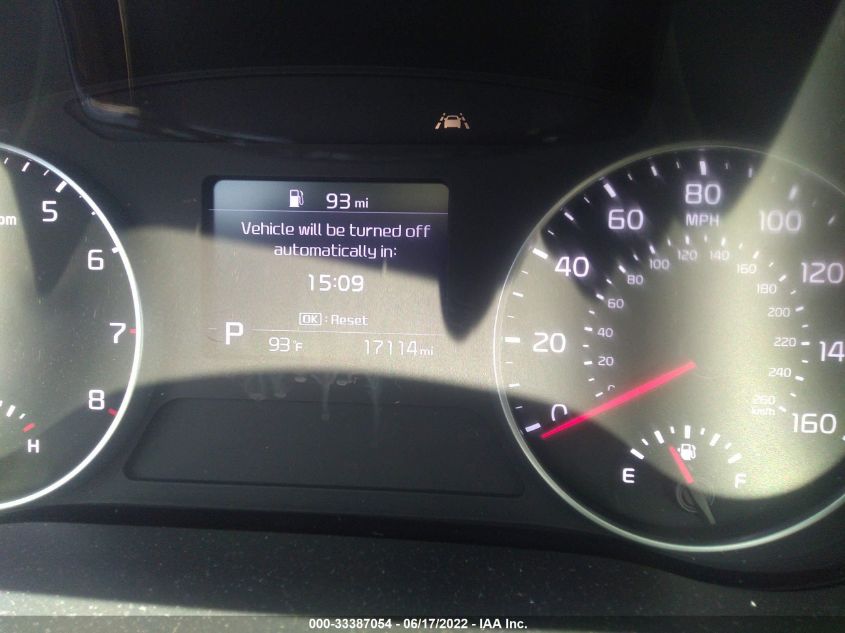 93 mi
Vehicle will be turned off
automatically in:
15:09
OK : Reset
P
93°F
17114 mi
5
6
7
8
H
0
20
40
60
80
100
120
160
MPH
20
40
60
80
100
120
140
160
180
200
220
240
260
km/h
E
F
000-33387054 - 06/17/2022 - IAA Inc.